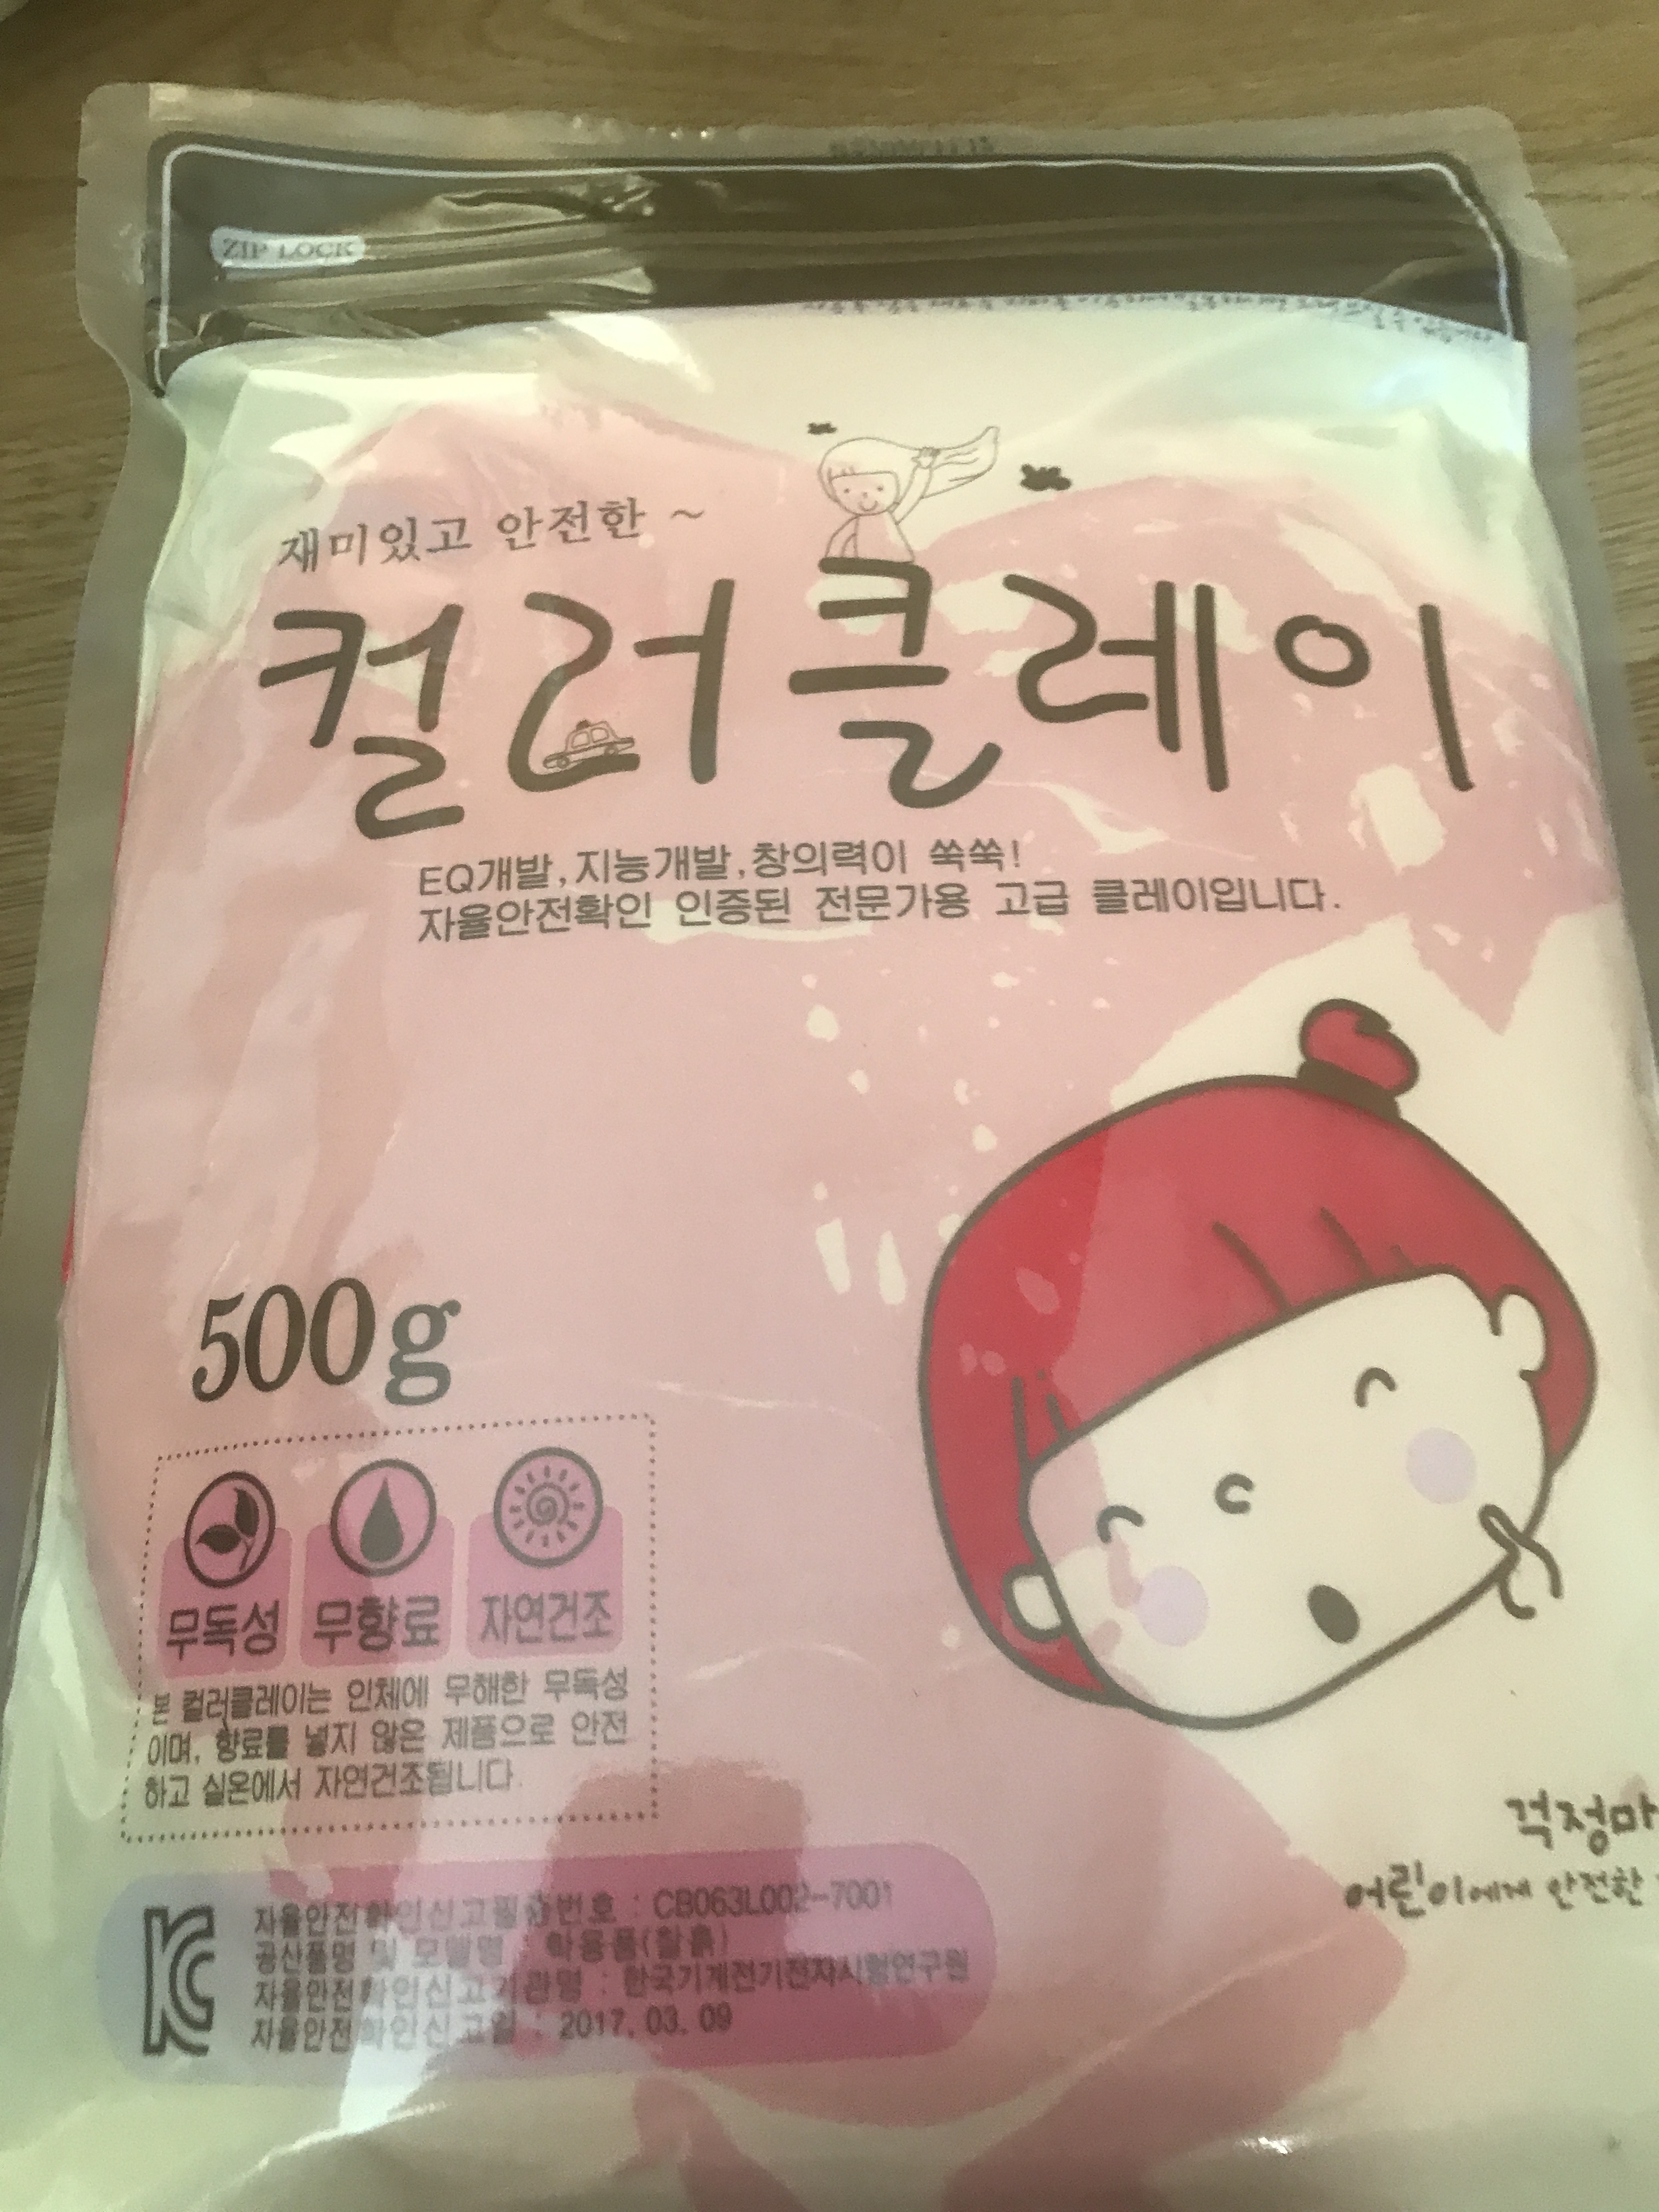 ZIP LOCK
재미있고 안전한 ~
컬러클레이
EQ개발,지능개발,창의력이 쑥쑥!
자율안전확인 인증된 전문가용 고급 클레이입니다.
500g
무독성 무향료 자연건조
본 컬러클레이는 인체에 무해한 무독성
이며, 향료를 넣지 않은 제품으로 안전
하고 실온에서 자연건조됩니다.
걱정마
어린이에게 안전한
자율안전확인신고필증번호 : CB063L002-7001
공산품명 및 모델명 : 학용품(찰흙)
자율안전확인신고기관명 : 한국기계전기전자시험연구원
자율안전확인신고일 : 2017. 03. 09